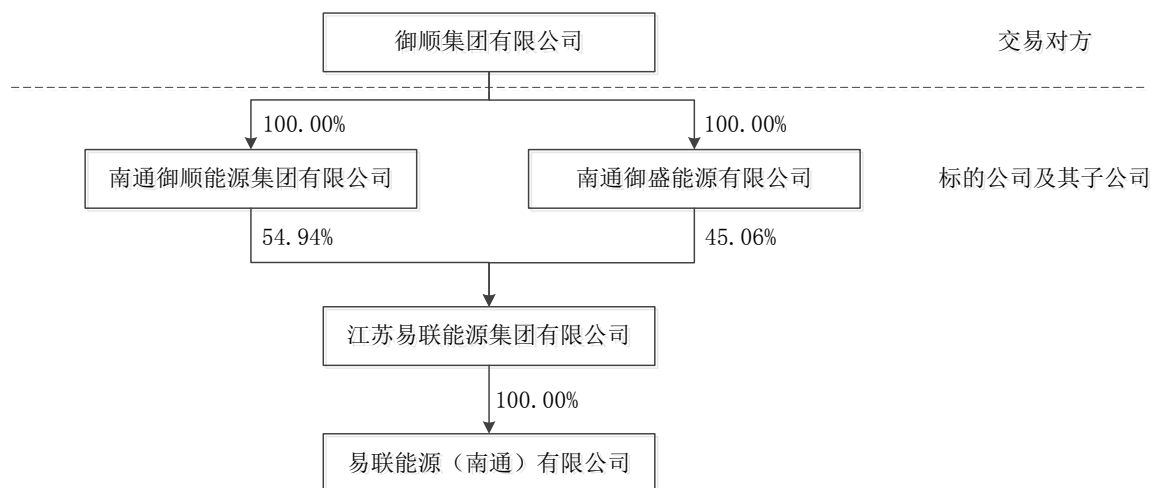 御顺集团有限公司
交易对方
100.00%
100.00%
南通御顺能源集团有限公司
南通御盛能源有限公司
标的公司及其子公司
54.94%
45.06%
江苏易联能源集团有限公司
100.00%
易联能源（南通）有限公司